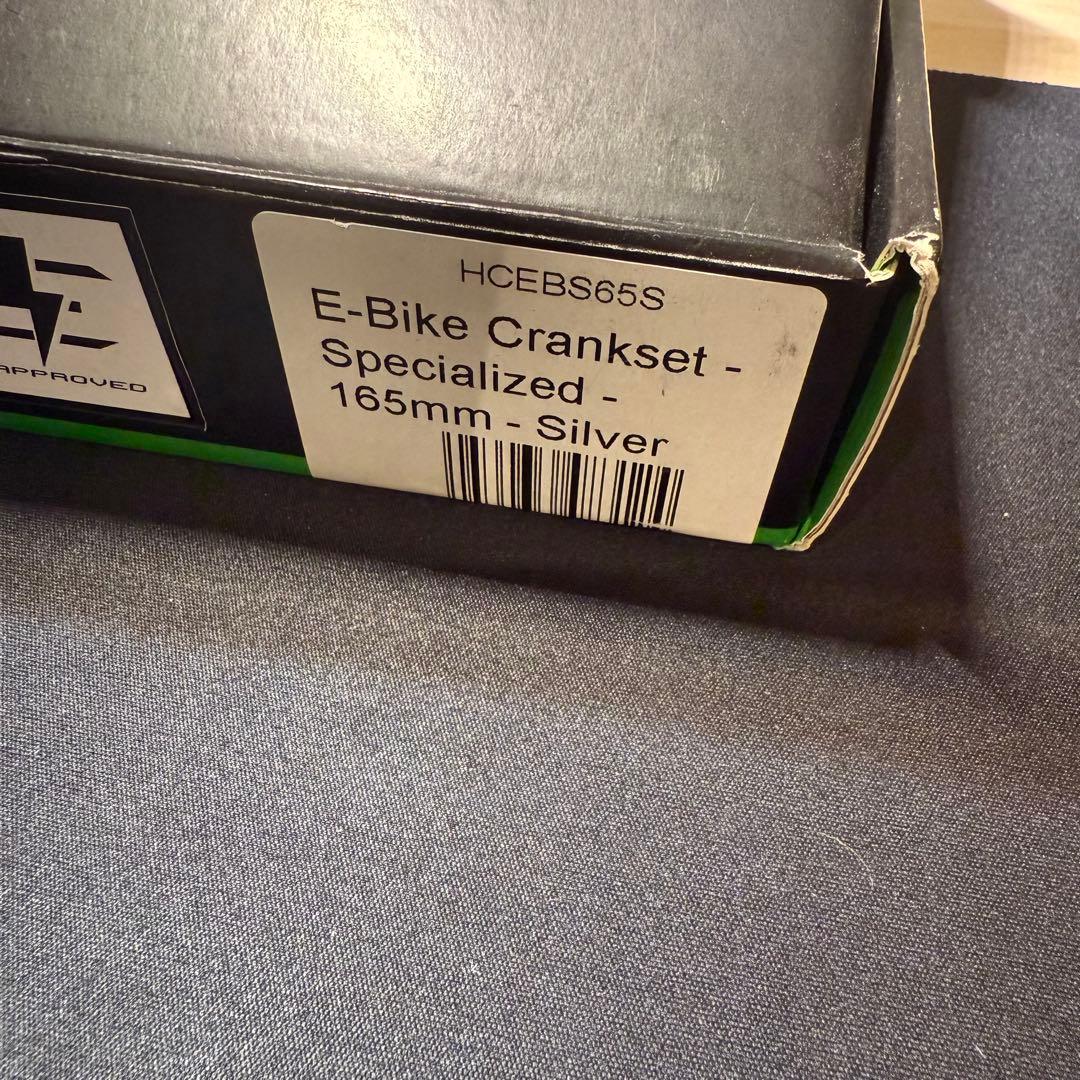 APPROVED
HCEBS65S
E-Bike Crankset -
Specialized -
165mm - Silver